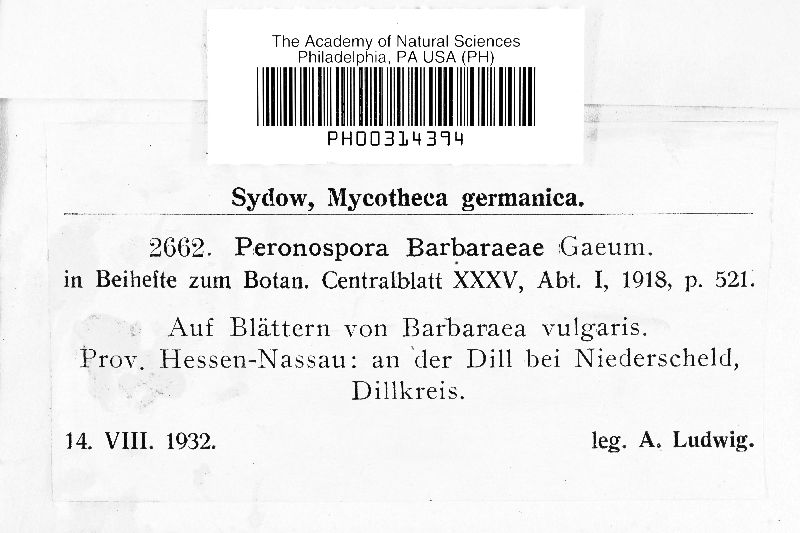 The Academy of Natural Sciences
Philadelphia, PA USA (PH)
PH00314394
Sydow, Mycotheca germanica.
2662. Peronospora Barbaraeae Gaeum.
in Beihefte zum Botan. Centralblatt XXXV, Abt. I, 1918, p. 521.
Auf Blättern von Barbaraea vulgaris.
Prov. Hessen-Nassau: an der Dill bei Niederscheld,
Dillkreis.
14. VIII. 1932. leg. A. Ludwig.